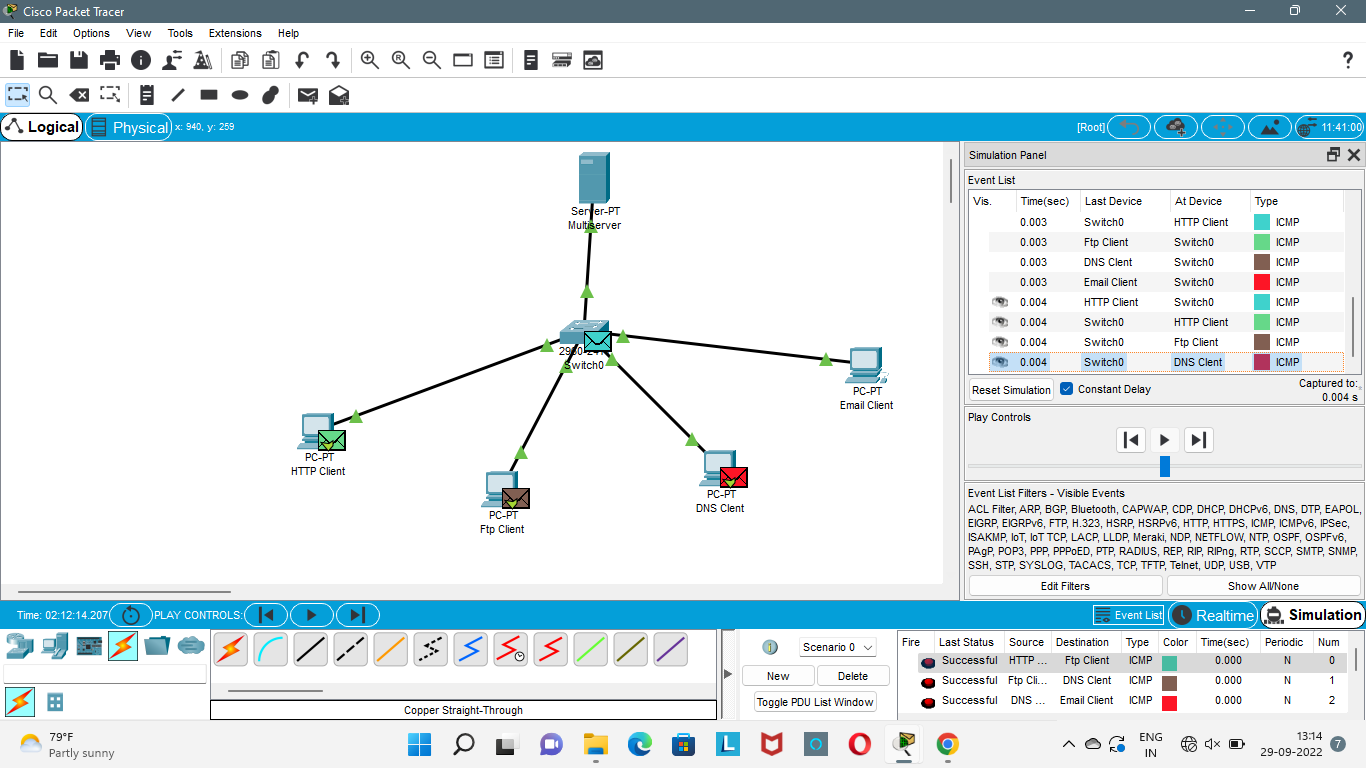 Cisco Packet Tracer
File Edit Options View Tools Extensions Help
?
Logical Physical x: 940, y: 259 [Root] 11:41:00
Server-PT
Multiserver
Switch0
PC-PT
Email Client
PC-PT
HTTP Client
PC-PT
DNS Clent
PC-PT
Ftp Client
Simulation Panel
Event List
Vis. Time(sec) Last Device At Device Type
0.003 Switch0 HTTP Client ICMP
0.003 Ftp Client Switch0 ICMP
0.003 DNS Clent Switch0 ICMP
0.003 Email Client Switch0 ICMP
0.004 HTTP Client Switch0 ICMP
0.004 Switch0 HTTP Client ICMP
0.004 Switch0 Ftp Client ICMP
0.004 Switch0 DNS Clent ICMP
Reset Simulation Constant Delay Captured to:
0.004 s
Play Controls
Event List Filters - Visible Events
ACL Filter, ARP, BGP, Bluetooth, CAPWAP, CDP, DHCP, DHCPv6, DNS, DTP, EAPOL,
EIGRP, EIGRPv6, FTP, H.323, HSRP, HSRPv6, HTTP, HTTPS, ICMP, ICMPv6, IPSec,
ISAKMP, IoT, IoT TCP, LACP, LLDP, Meraki, NDP, NETFLOW, NTP, OSPF, OSPFv6,
PAgP, POP3, PPP, PPPoED, PTP, RADIUS, REP, RIP, RIPng, RTP, SCCP, SMTP, SNMP,
SSH, STP, SYSLOG, TACACS, TCP, TFTP, Telnet, UDP, USB, VTP
Edit Filters Show All/None
Time: 02:12:14.207 PLAY CONTROLS: Event List Realtime Simulation
Scenario 0
New Delete
Toggle PDU List Window
Copper Straight-Through
Fire Last Status Source Destination Type Color Time(sec) Periodic Num
Successful HTTP ... Ftp Client ICMP 0.000 N 0
Successful Ftp Cli... DNS Clent ICMP 0.000 N 1
Successful DNS ... Email Client ICMP 0.000 N 2
79°F
Partly sunny
ENG
IN
13:14
29-09-2022
7